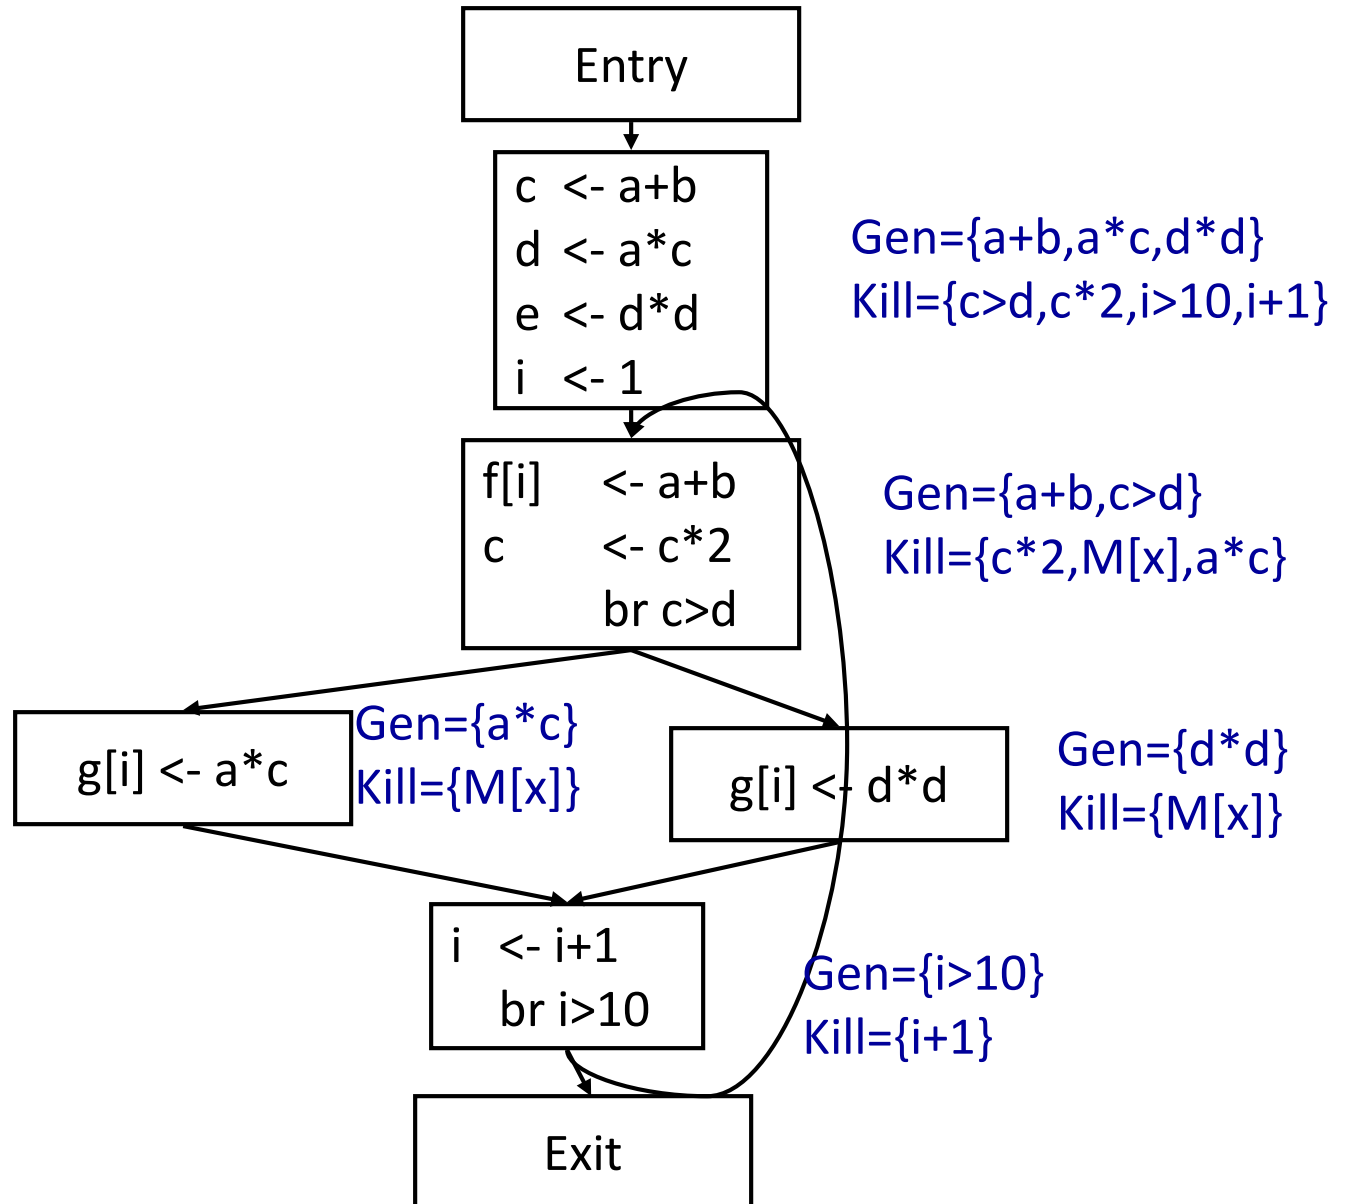 Entry
c <- a+b
d <- a*c
e <- d*d
i <- 1
Gen={a+b,a*c,d*d}
Kill={c>d,c*2,i>10,i+1}
f[i] <- a+b
c <- c*2
br c>d
Gen={a+b,c>d}
Kill={c*2,M[x],a*c}
g[i] <- a*c
Gen={a*c}
Kill={M[x]}
g[i] <- d*d
Gen={d*d}
Kill={M[x]}
i <- i+1
br i>10
Gen={i>10}
Kill={i+1}
Exit